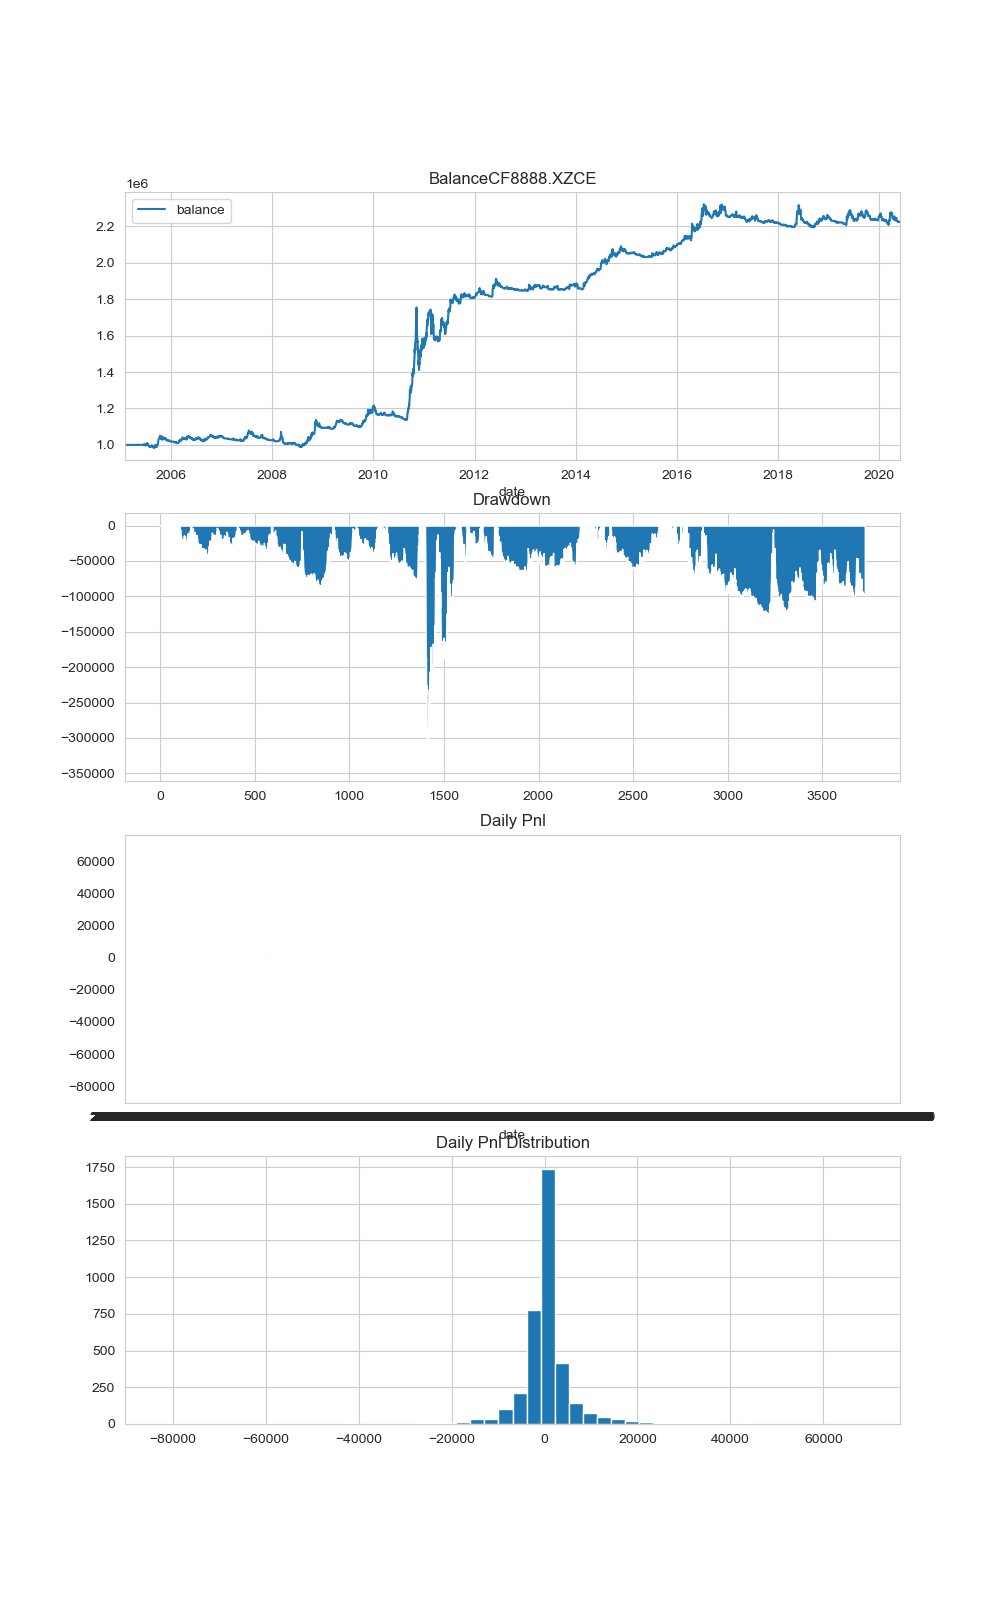 BalanceCF8888.XZCE
1e6
balance
2.2
2.0
1.8
1.6
1.4
1.2
1.0
2006 2008 2010 2012 2014 2016 2018 2020
date
Drawdown
0
−50000
−100000
−150000
−200000
−250000
−300000
−350000
0 500 1000 1500 2000 2500 3000 3500
Daily Pnl
60000
40000
20000
0
−20000
−40000
−60000
−80000
date
Daily Pnl Distribution
1750
1500
1250
1000
750
500
250
0
−80000 −60000 −40000 −20000 0 20000 40000 60000